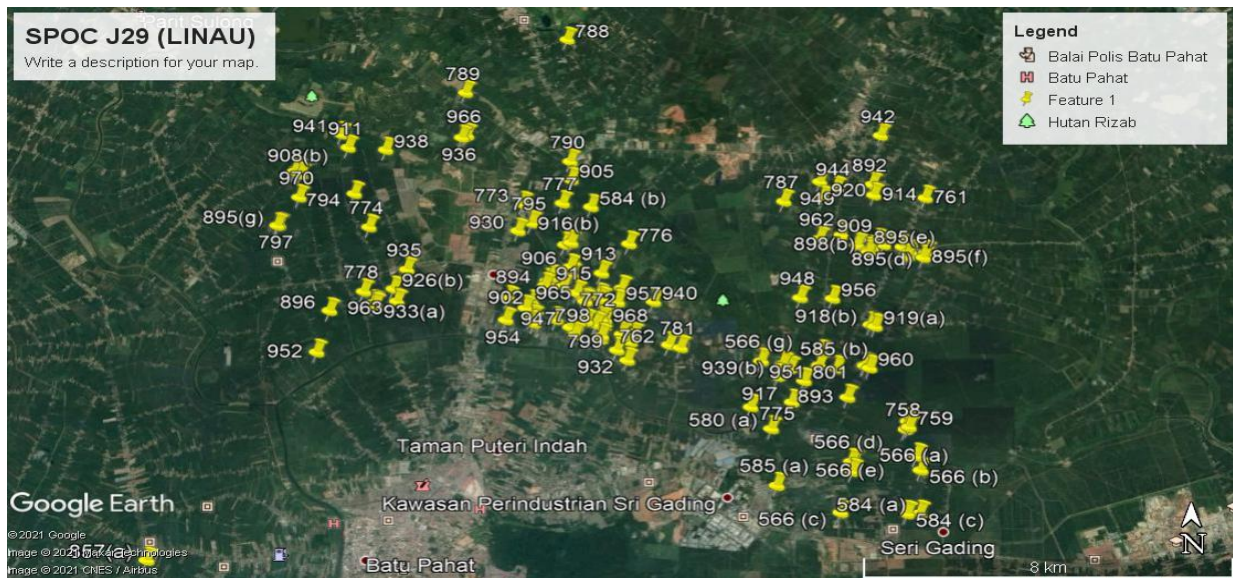 Parit Sulong
SPOC J29 (LINAU)
Write a description for your map.
Legend
Balai Polis Batu Pahat
Batu Pahat
Feature 1
Hutan Rizab
788
789
966
936
941
911
938
908(b)
970
794
774
895(g)
797
790
905
777
773
795
584 (b)
930
916(b)
776
942
944
892
787
949
920
914
761
962
909
898(b)
895(e)
895(d)
895(f)
935
926(b)
778
963
933(a)
896
952
906
913
894
915
902
965
772
957
940
954
947
798
968
799
762
781
932
948
956
918(b)
919(a)
566 (g)
585 (b)
939(b)
951
801
960
917
893
580 (a)
775
758
759
566 (d)
566 (a)
585 (a)
566 (e)
566 (b)
566 (c)
584 (a)
584 (c)
Taman Puteri Indah
Kawasan Perindustrian Sri Gading
Seri Gading
Batu Pahat
857(a)
Google Earth
© 2021 Google
Image © 2021 Maxar Technologies
Image © 2021 CNES / Airbus
8 km
N